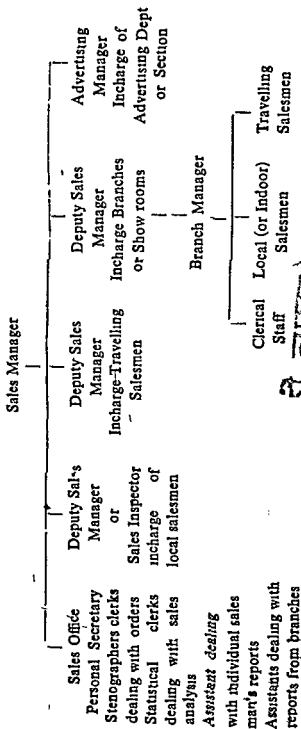 Sales Manager
Sales Office
Personal Secretary
Stenographers clerks
dealing with orders
Statistical clerks
dealing with sales
analysis
Assistant dealing
with individual sales
man's reports
Assistants dealing with
reports from branches
Deputy Sales
Manager
or
Sales Inspector
incharge of
local salesmen
Deputy Sales
Manager
Incharge-Travelling
Salesmen
Deputy Sales
Manager
Incharge Branches
or Show rooms
Branch Manager
Clerical
Staff
Local (or Indoor)
Salesmen
Travelling
Salesmen
Advertising
Manager
Incharge of
Advertising Dept
or Section